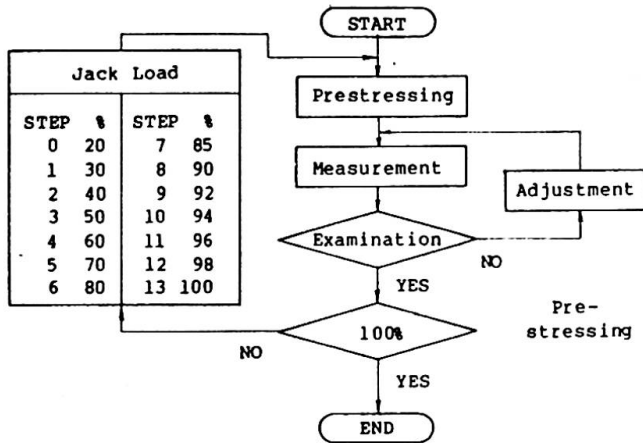 START
Jack Load
STEP % STEP %
0 20 7 85
1 30 8 90
2 40 9 92
3 50 10 94
4 60 11 96
5 70 12 98
6 80 13 100
Prestressing
Measurement
Adjustment
Examination
NO
YES
100%
NO
YES
Pre-
stressing
END